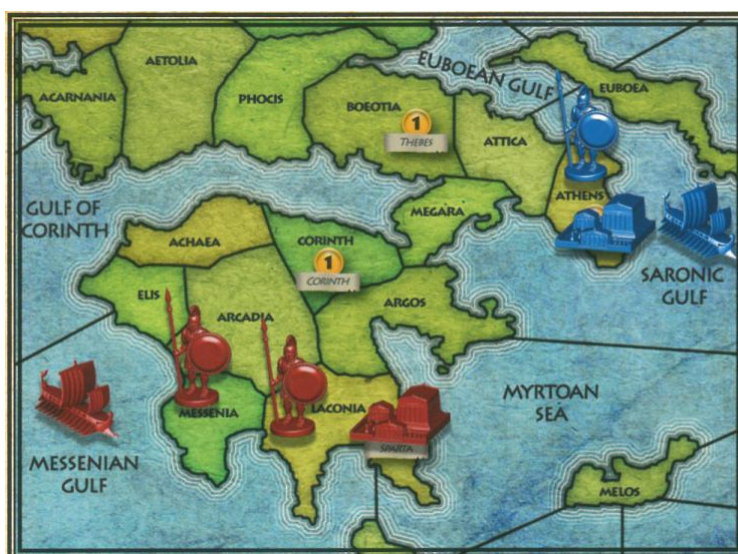 AETOLIA
ACARNANIA
PHOCIS
BOEOTIA
1
THEBES
EUBOEAN GULF
EUBOEA
ATTICA
ATHENS
GULF OF
CORINTH
MEGARA
ACHAEA
CORINTH
1
CORINTH
SARONIC
GULF
ELIS
ARCADIA
ARGOS
MYRTOAN
SEA
MESSENIA
LACONIA
SPARTA
MESSENIAN
GULF
MELOS